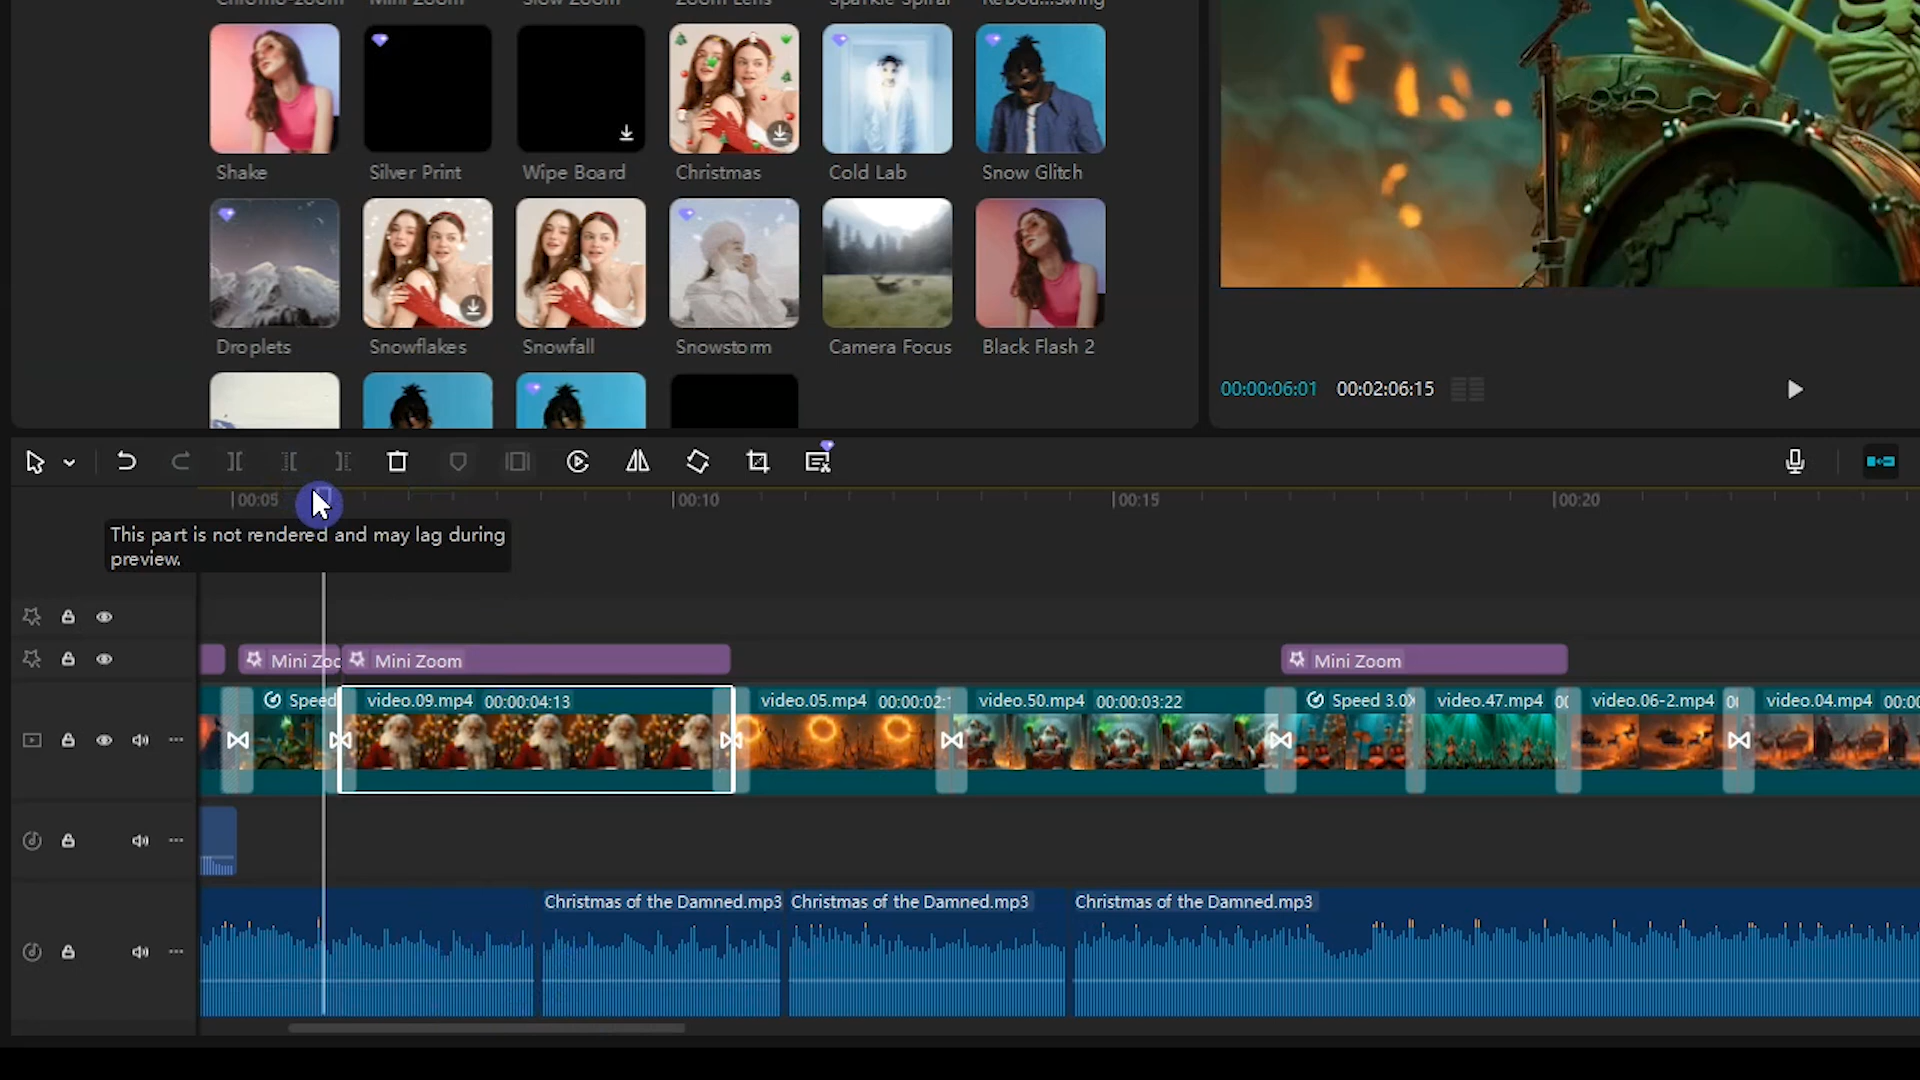 Chromo-zoom Mini Zoom Slow Zoom Zoom Lens Sparkle Spiral Rebou...swing
Shake Silver Print Wipe Board Christmas Cold Lab Snow Glitch
Droplets Snowflakes Snowfall Snowstorm Camera Focus Black Flash 2
00:00:06:01 00:02:06:15
00:05 00:10 00:15 00:20
This part is not rendered and may lag during
preview.
Mini Zoo Mini Zoom Mini Zoom
Speed video.09.mp4 00:00:04:13 video.05.mp4 00:00:02: video.50.mp4 00:00:03:22 Speed 3.0X video.47.mp4 00 video.06-2.mp4 0 video.04.mp4 00:0
Christmas of the Damned.mp3 Christmas of the Damned.mp3 Christmas of the Damned.mp3